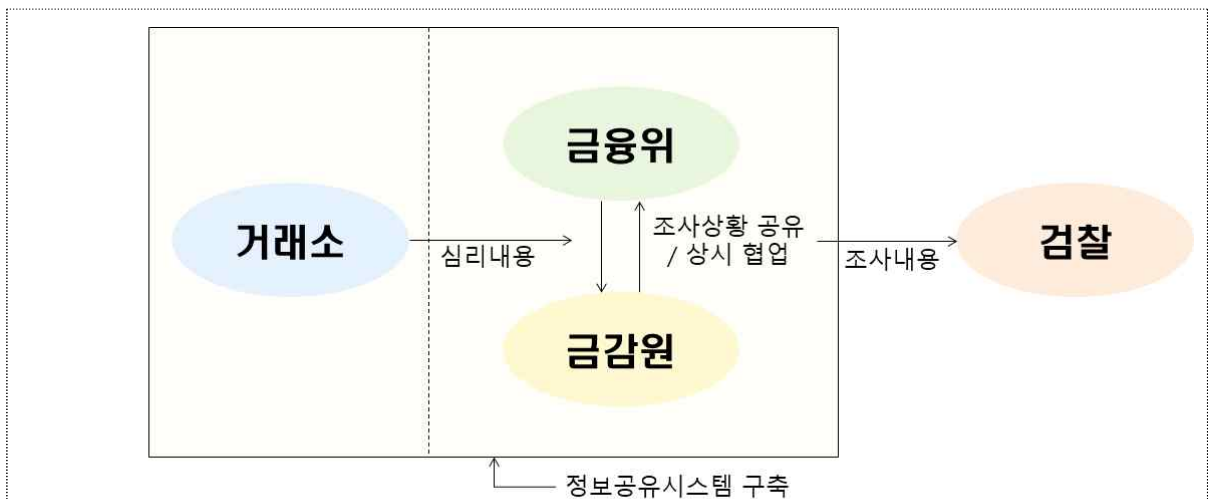 금융위
거래소
심리내용
조사상황 공유
/ 상시 협업
조사내용
검찰
금감원
정보공유시스템 구축